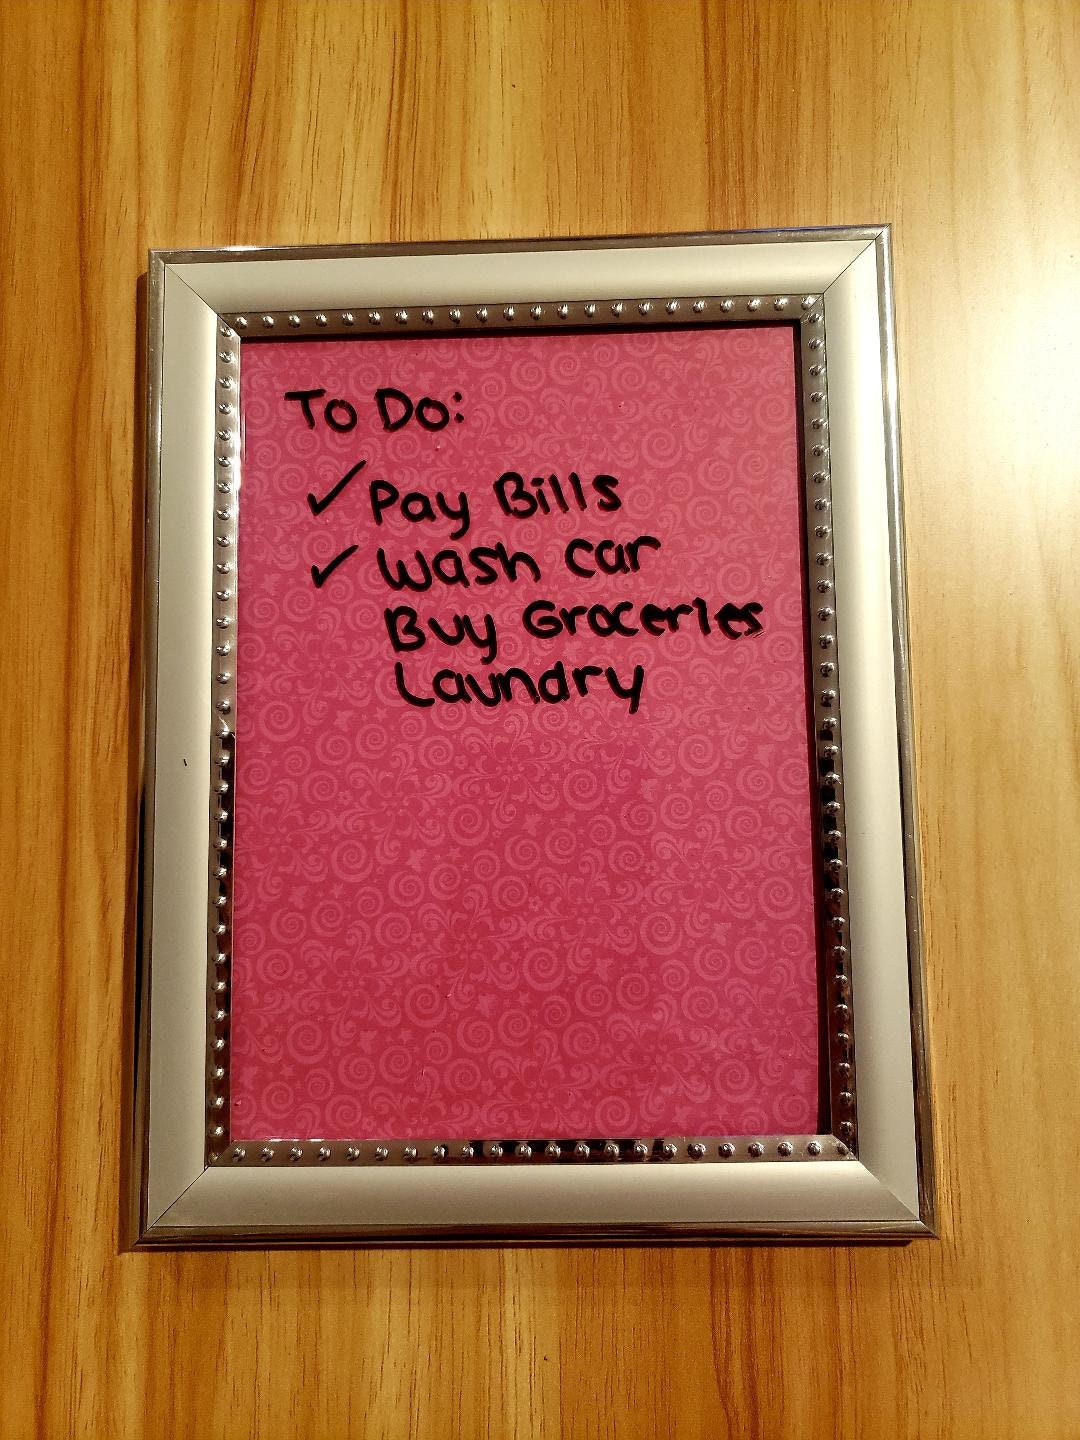 To Do:
✓ Pay Bills
✓ Wash car
Buy Groceries
Laundry